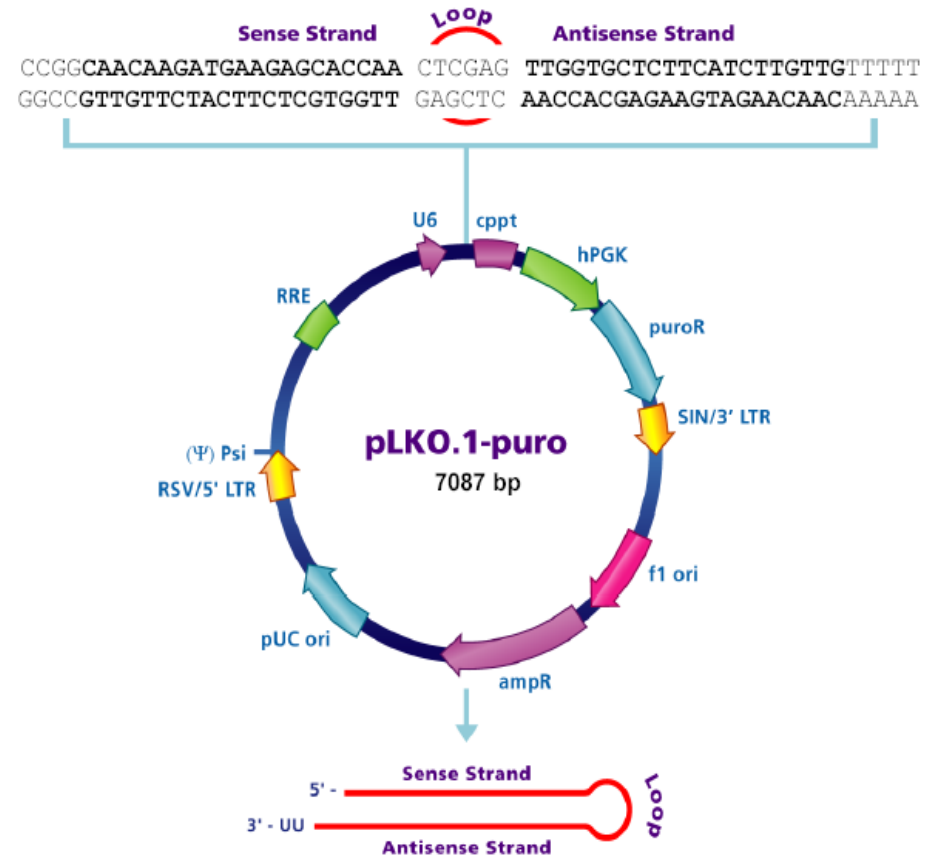 Loop
Sense Strand Antisense Strand
CCGGCAACAAGATGAAGAGCACCAA CTCGAG TTGGTGCTCTTCATCTTGTTGTTTTT
GGCCGTTGTTCTACTTCTCGTGGTT GAGCTC AACCACGAGAAGTAGAACAACAAAAA
U6 cppt
hPGK
RRE
puroR
SIN/3' LTR
pLKO.1-puro
(Ψ) Psi
7087 bp
RSV/5' LTR
f1 ori
pUC ori
ampR
Sense Strand
5' -
Loop
3' - UU
Antisense Strand